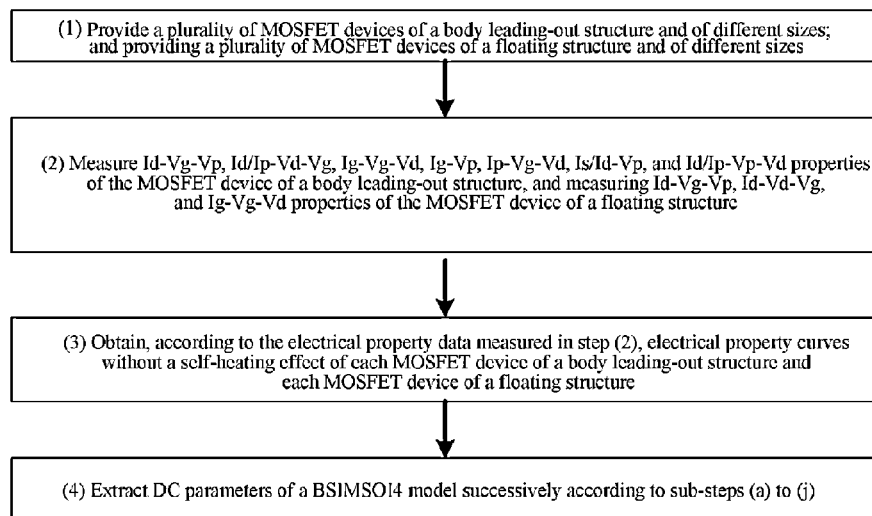 (1) Provide a plurality of MOSFET devices of a body leading-out structure and of different sizes;
and providing a plurality of MOSFET devices of a floating structure and of different sizes
(2) Measure Id-Vg-Vp, Id/Ip-Vd-Vg, Ig-Vg-Vd, Ig-Vp, Ip-Vg-Vd, Is/Id-Vp, and Id/Ip-Vp-Vd properties
of the MOSFET device of a body leading-out structure, and measuring Id-Vg-Vp, Id-Vd-Vg,
and Ig-Vg-Vd properties of the MOSFET device of a floating structure
(3) Obtain, according to the electrical property data measured in step (2), electrical property curves
without a self-heating effect of each MOSFET device of a body leading-out structure and
each MOSFET device of a floating structure
(4) Extract DC parameters of a BSIMSOI4 model successively according to sub-steps (a) to (j)